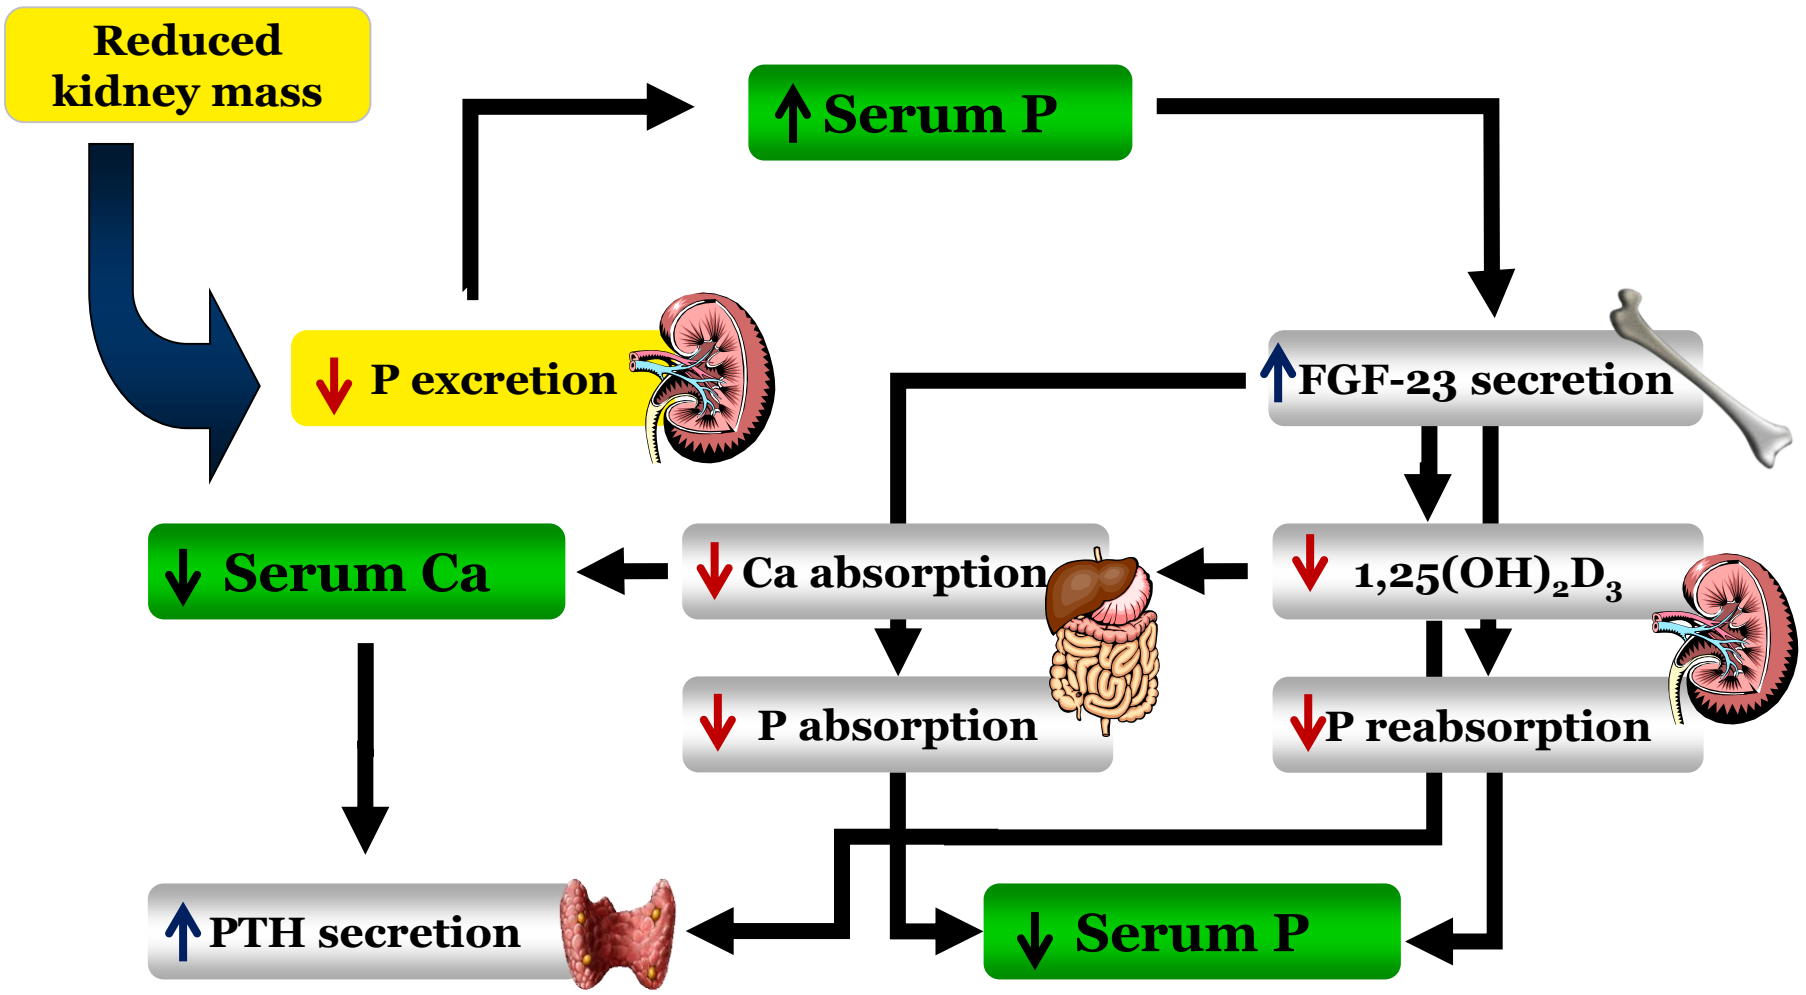 Reduced
kidney mass
↑ Serum P
↓ P excretion
↑ FGF-23 secretion
↓ Serum Ca
↓ Ca absorption
↓ 1,25(OH)₂D₃
↓ P absorption
↓ P reabsorption
↑ PTH secretion
↓ Serum P